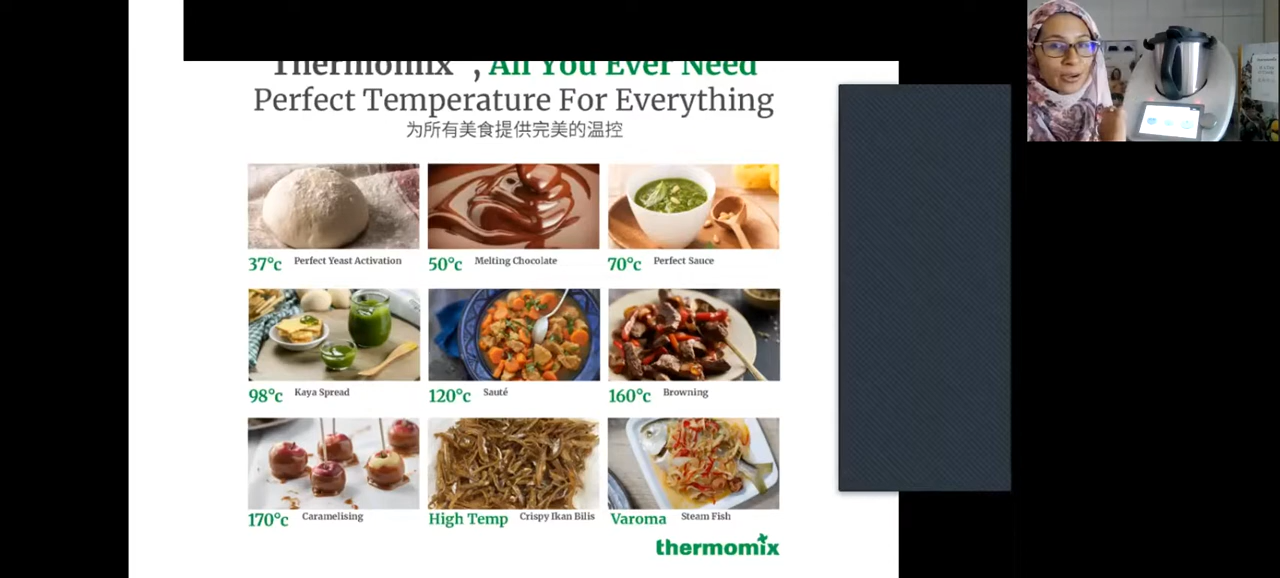 Thermomix , All You Ever Need
Perfect Temperature For Everything
为所有美食提供完美的温控
37°c Perfect Yeast Activation
50°c Melting Chocolate
70°c Perfect Sauce
98°c Kaya Spread
120°c Sauté
160°c Browning
170°c Caramelising
High Temp Crispy Ikan Bilis
Varoma Steam Fish
thermomix